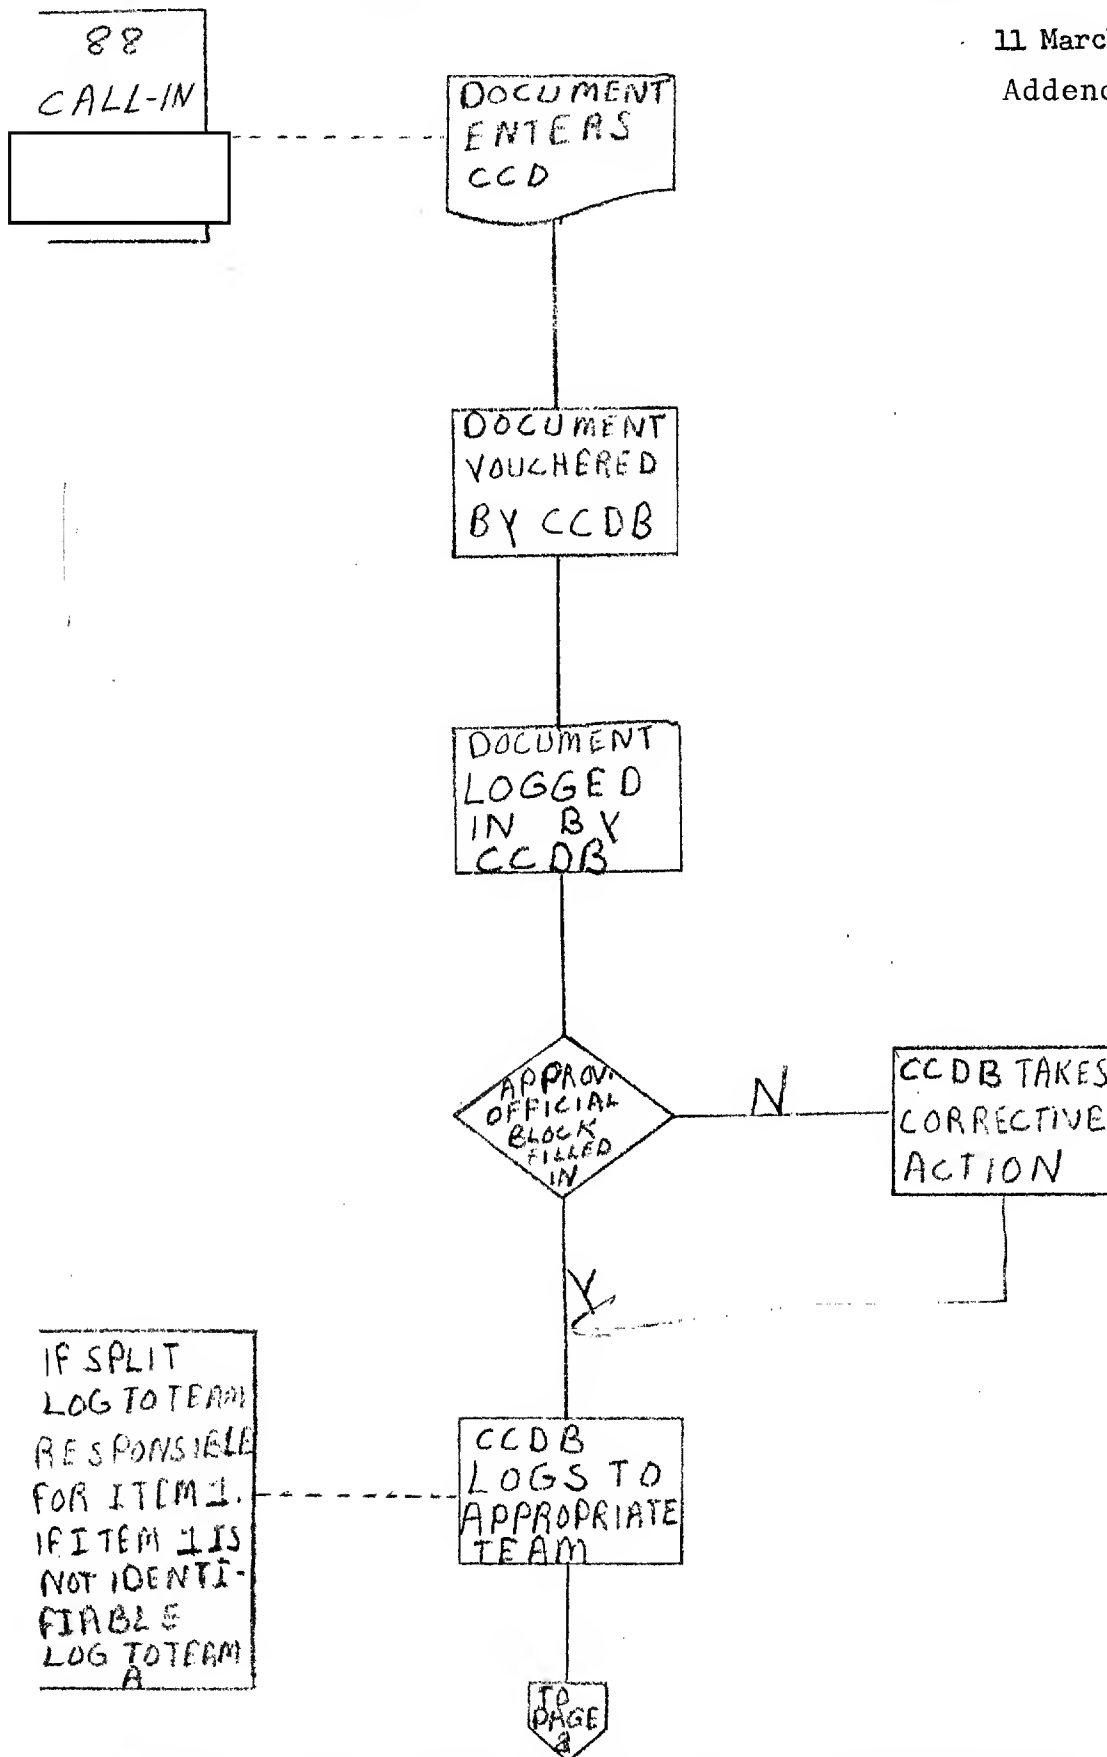 88
CALL-IN
11 Marc
Addend
DOCUMENT
ENTERS
CCD
DOCUMENT
VOUCHERED
BY CCDB
DOCUMENT
LOGGED
IN BY
CCDB
APPROV.
OFFICIAL
BLOCK
FILLED
IN
N
CCDB TAKES
CORRECTIVE
ACTION
Y
IF SPLIT
LOG TO TEAM
RESPONSIBLE
FOR ITEM 1.
IF ITEM 1 IS
NOT IDENTI-
FIABLE
LOG TO TEAM
A
CCDB
LOGS TO
APPROPRIATE
TEAM
TO
PAGE